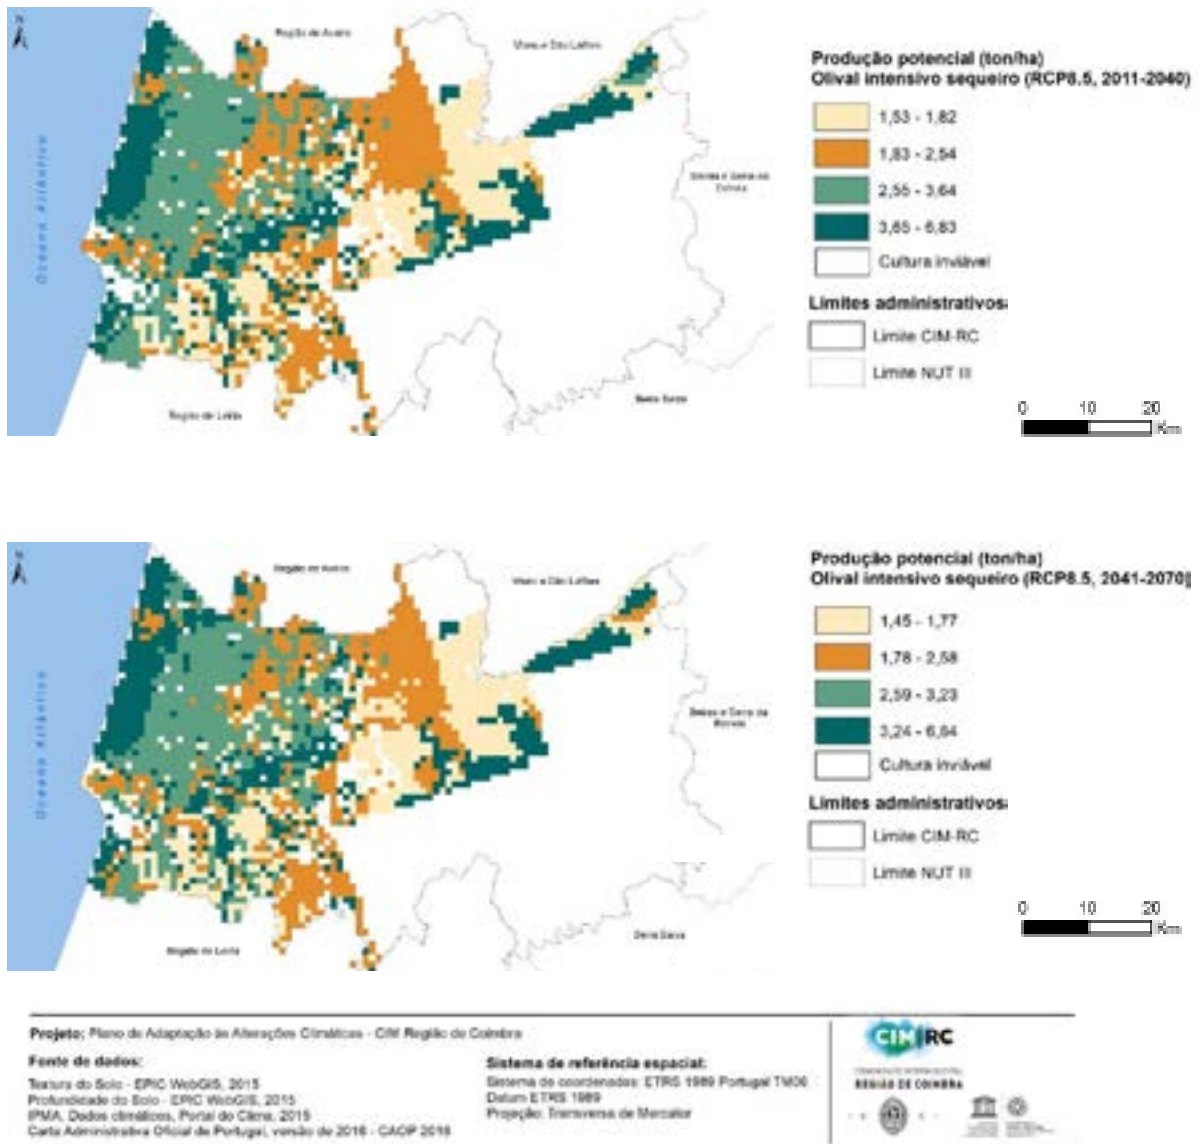 N
Região de Aveiro
Viseu e Dão Lafões
Oceano Atlântico
Beiras e Serra da
Estrela
Região de Leiria
Beira Baixa
Produção potencial (ton/ha)
Olival intensivo sequeiro (RCP8.5, 2011-2040)
1,53 - 1,82
1,83 - 2,54
2,55 - 3,64
3,65 - 6,83
Cultura inviável
Limites administrativos
Limite CIM-RC
Limite NUT III
0 10 20
Km
N
Região de Aveiro
Viseu e Dão Lafões
Oceano Atlântico
Beiras e Serra da
Estrela
Região de Leiria
Beira Baixa
Produção potencial (ton/ha)
Olival intensivo sequeiro (RCP8.5, 2041-2070)
1,45 - 1,77
1,78 - 2,58
2,59 - 3,23
3,24 - 6,84
Cultura inviável
Limites administrativos
Limite CIM-RC
Limite NUT III
0 10 20
Km
Projeto: Plano de Adaptação às Alterações Climáticas - CIM Região de Coimbra
Fonte de dados:
Textura do Solo - EPIC WebGIS, 2015
Profundidade do Solo - EPIC WebGIS, 2015
IPMA, Dados climáticos, Portal do Clima, 2015
Carta Administrativa Oficial de Portugal, versão de 2016 - CAOP 2016
Sistema de referência espacial:
Sistema de coordenadas: ETRS 1989 Portugal TM06
Datum ETRS 1989
Projeção: Transversa de Mercator
CIM RC
COMUNIDADE INTERMUNICIPAL
REGIÃO DE COIMBRA